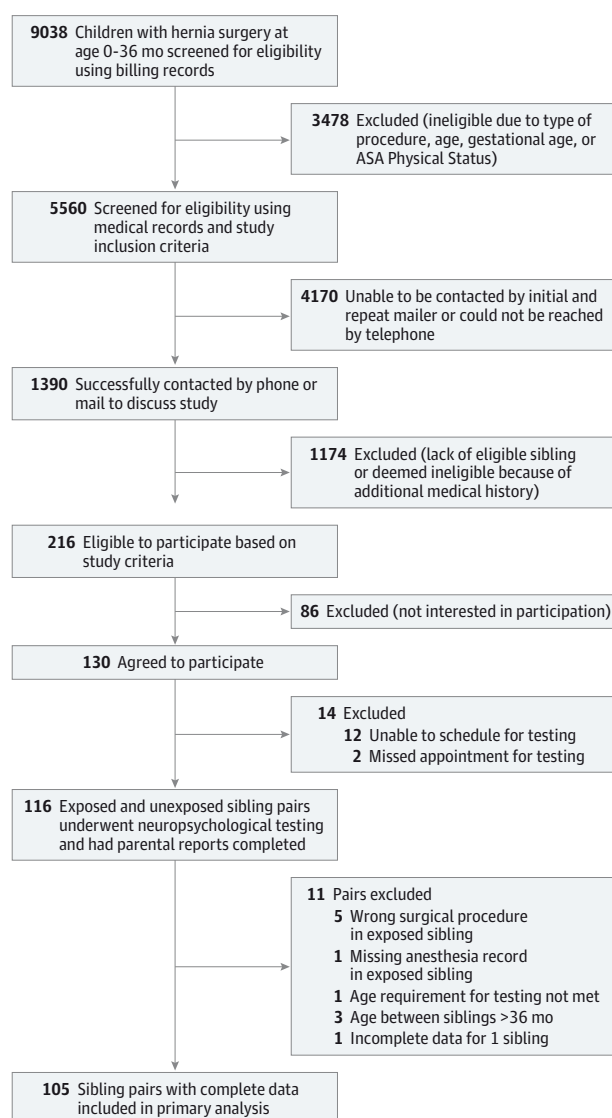 9038 Children with hernia surgery at
age 0-36 mo screened for eligibility
using billing records
3478 Excluded (ineligible due to type of
procedure, age, gestational age, or
ASA Physical Status)
5560 Screened for eligibility using
medical records and study
inclusion criteria
4170 Unable to be contacted by initial and
repeat mailer or could not be reached
by telephone
1390 Successfully contacted by phone or
mail to discuss study
1174 Excluded (lack of eligible sibling
or deemed ineligible because of
additional medical history)
216 Eligible to participate based on
study criteria
86 Excluded (not interested in participation)
130 Agreed to participate
14 Excluded
12 Unable to schedule for testing
2 Missed appointment for testing
116 Exposed and unexposed sibling pairs
underwent neuropsychological testing
and had parental reports completed
11 Pairs excluded
5 Wrong surgical procedure
in exposed sibling
1 Missing anesthesia record
in exposed sibling
1 Age requirement for testing not met
3 Age between siblings >36 mo
1 Incomplete data for 1 sibling
105 Sibling pairs with complete data
included in primary analysis